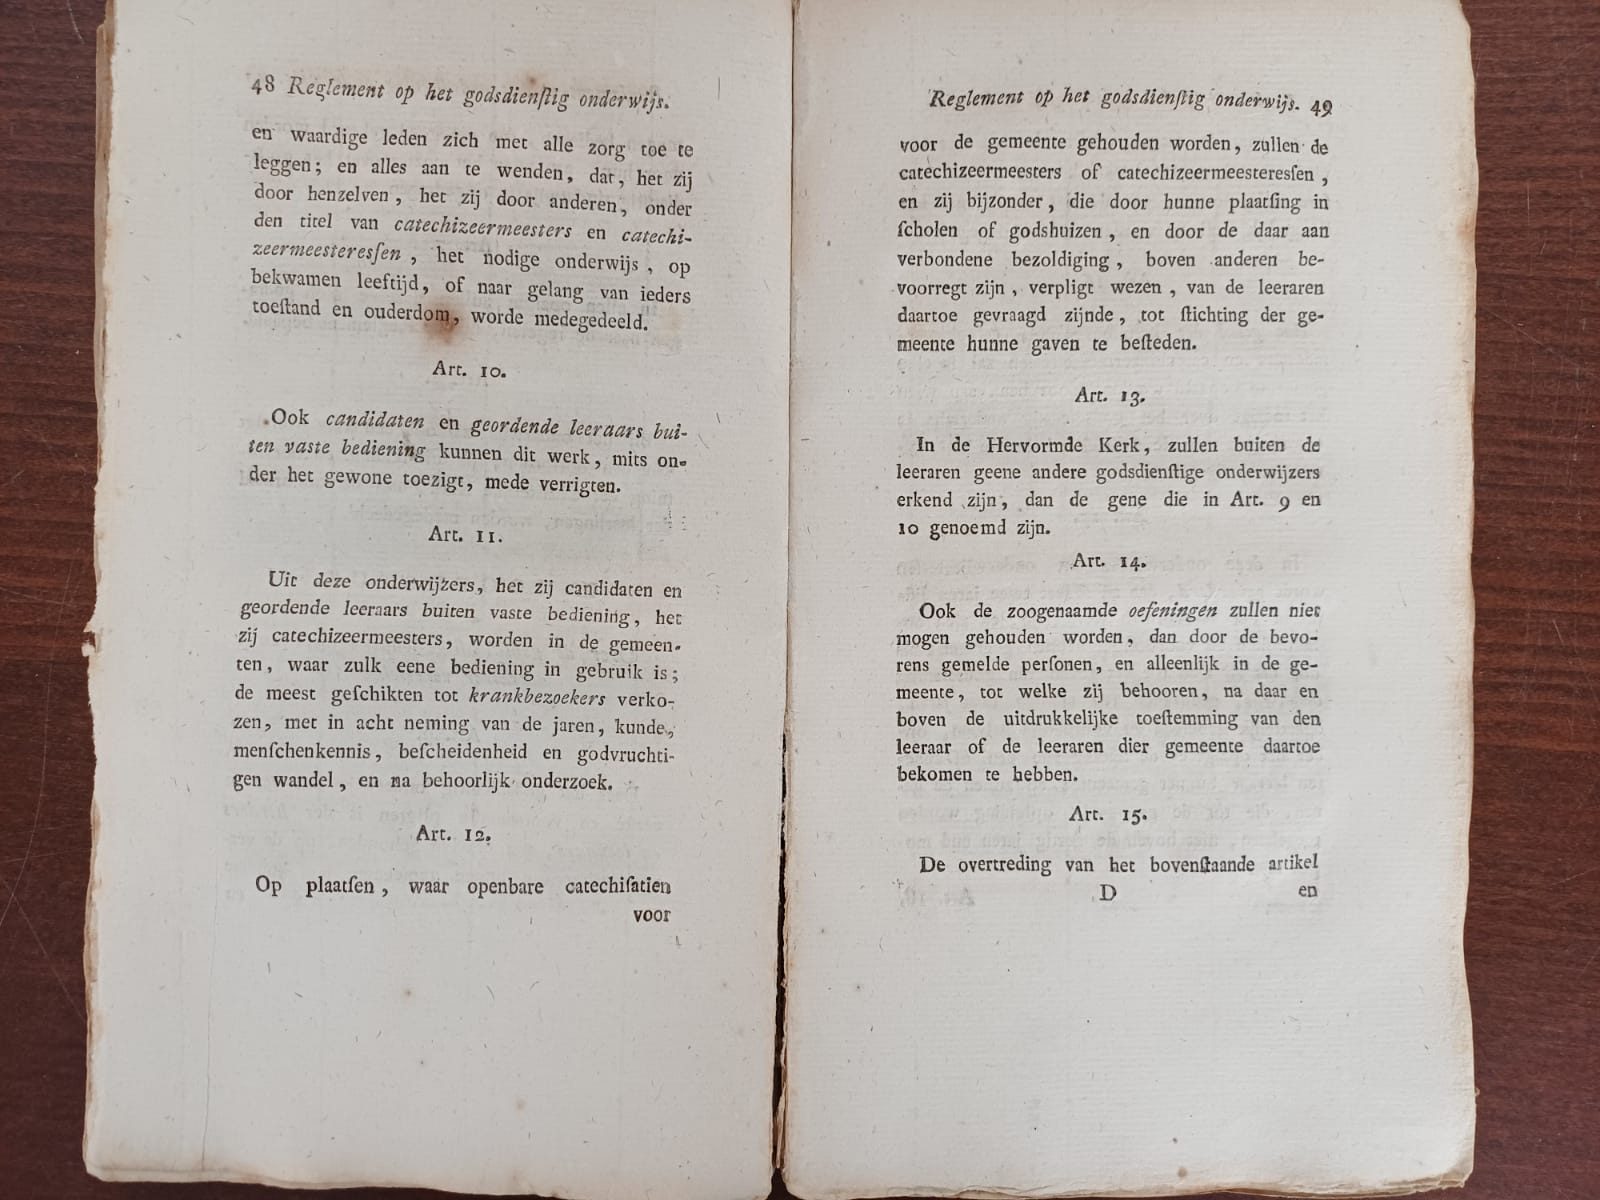 48 Reglement op het godsdienſtig onderwijs.
en waardige leden zich met alle zorg toe te
leggen; en alles aan te wenden, dat, het zij
door henzelven, het zij door anderen, onder
den titel van catechizeermeesters en catechi-
zeermeesteresſen, het nodige onderwijs, op
bekwamen leeftijd, of naar gelang van ieders
toeſtand en ouderdom, worde medegedeeld.
Art. 10.
Ook candidaten en geordende leeraars bui-
ten vaste bediening kunnen dit werk, mits on-
der het gewone toezigt, mede verrigten.
Art. 11.
Uit deze onderwijzers, het zij candidaten en
geordende leeraars buiten vaste bediening, het
zij catechizeermeesters, worden in de gemeen-
ten, waar zulk eene bediening in gebruik is;
de meest geſchikten tot krankbezoekers verko-
zen, met in acht neming van de jaren, kunde,
menſchenkennis, beſcheidenheid en godvruchti-
gen wandel, en na behoorlijk onderzoek.
Art. 12.
Op plaatſen, waar openbare catechiſatien
voor
Reglement op het godsdienſtig onderwijs. 49
voor de gemeente gehouden worden, zullen de
catechizeermeesters of catechizeermeesteresſen,
en zij bijzonder, die door hunne plaatſing in
ſcholen of godshuizen, en door de daar aan
verbondene bezoldiging, boven anderen be-
voorregt zijn, verpligt wezen, van de leeraren
daartoe gevraagd zijnde, tot ſtichting der ge-
meente hunne gaven te beſteden.
Art. 13.
In de Hervormde Kerk, zullen buiten de
leeraren geene andere godsdienſtige onderwijzers
erkend zijn, dan de gene die in Art. 9 en
10 genoemd zijn.
Art. 14.
Ook de zoogenaamde oefeningen zullen niet
mogen gehouden worden, dan door de bevo-
rens gemelde perſonen, en alleenlijk in de ge-
meente, tot welke zij behooren, na daar en
boven de uitdrukkelijke toeſtemming van den
leeraar of de leeraren dier gemeente daartoe
bekomen te hebben.
Art. 15.
De overtreding van het bovenſtaande artikel
D en